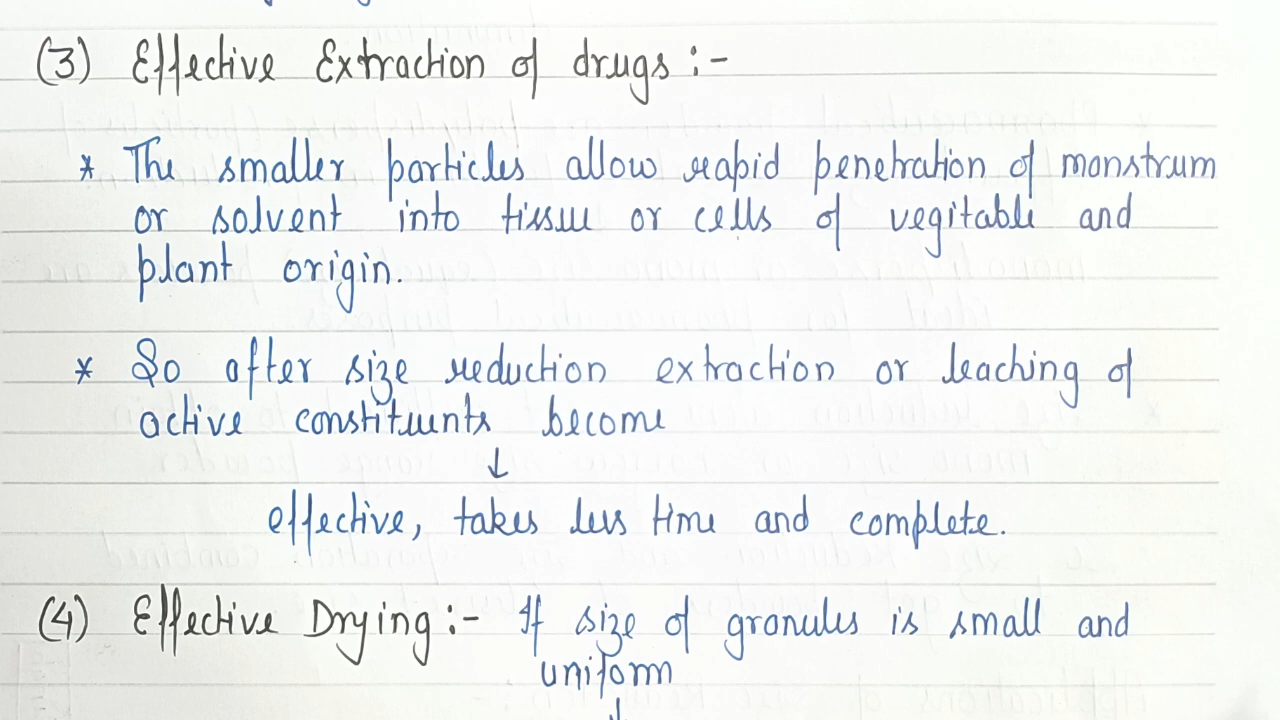 (3) Effective Extraction of drugs :-
* The smaller particles allow rapid penetration of monstrum
or solvent into tissue or cells of vegitable and
plant origin.
* So after size reduction extraction or leaching of
active constituents become
↓
effective, takes less time and complete.
(4) Effective Drying :- If size of granules is small and
uniform
↓